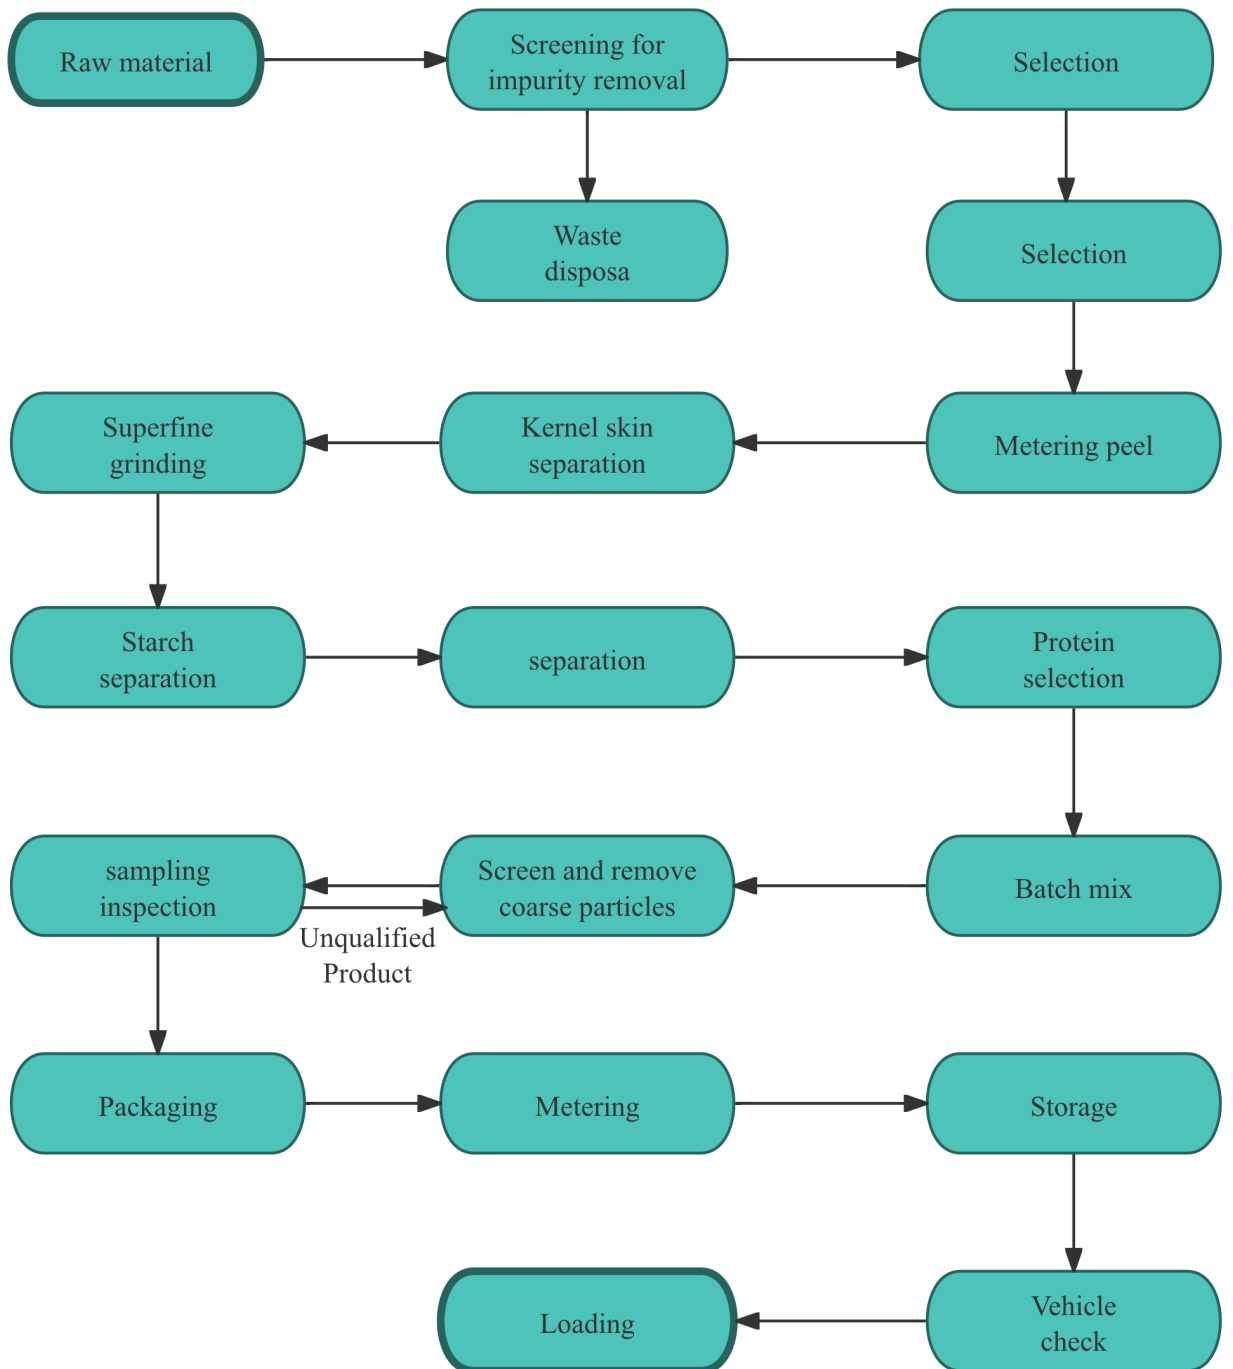 Raw material
Screening for
impurity removal
Selection
Waste
disposa
Selection
Superfine
grinding
Kernel skin
separation
Metering peel
Starch
separation
separation
Protein
selection
sampling
inspection
Unqualified
Product
Screen and remove
coarse particles
Batch mix
Packaging
Metering
Storage
Loading
Vehicle
check